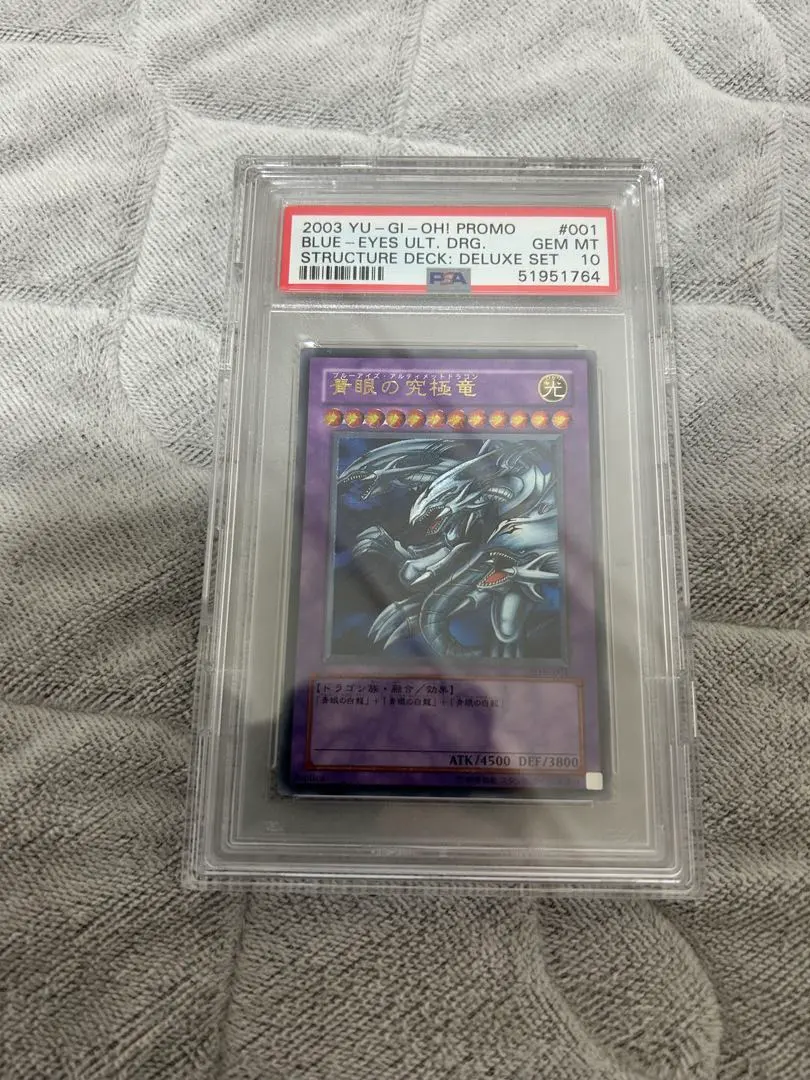 2003 YU-GI-OH! PROMO #001
BLUE-EYES ULT. DRG. GEM MT
STRUCTURE DECK: DELUXE SET 10
PSA 51951764
ブルーアイズ・アルティメットドラゴン
青眼の究極竜
光
【ドラゴン族・融合/効果】
「青眼の白龍」+「青眼の白龍」+「青眼の白龍」
ATK/4500 DEF/3800